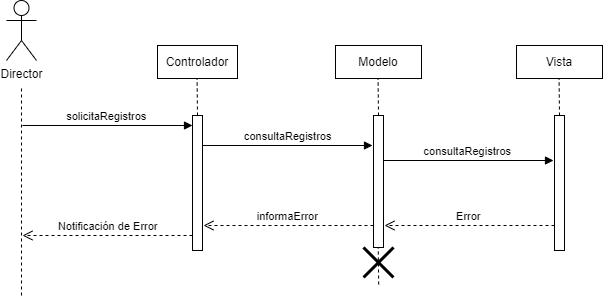 Director
Controlador
Modelo
Vista
solicitaRegistros
consultaRegistros
consultaRegistros
Error
informaError
Notificación de Error